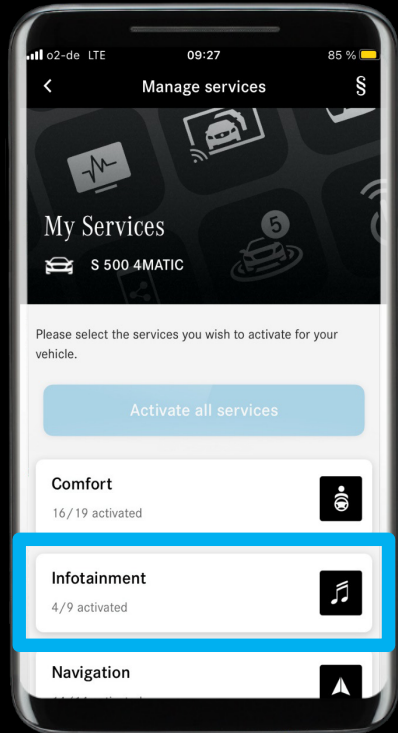 o2-de LTE 09:27 85 %
Manage services §
5
My Services
S 500 4MATIC
Please select the services you wish to activate for your
vehicle.
Activate all services
Comfort
16/19 activated
Infotainment
4/9 activated
Navigation